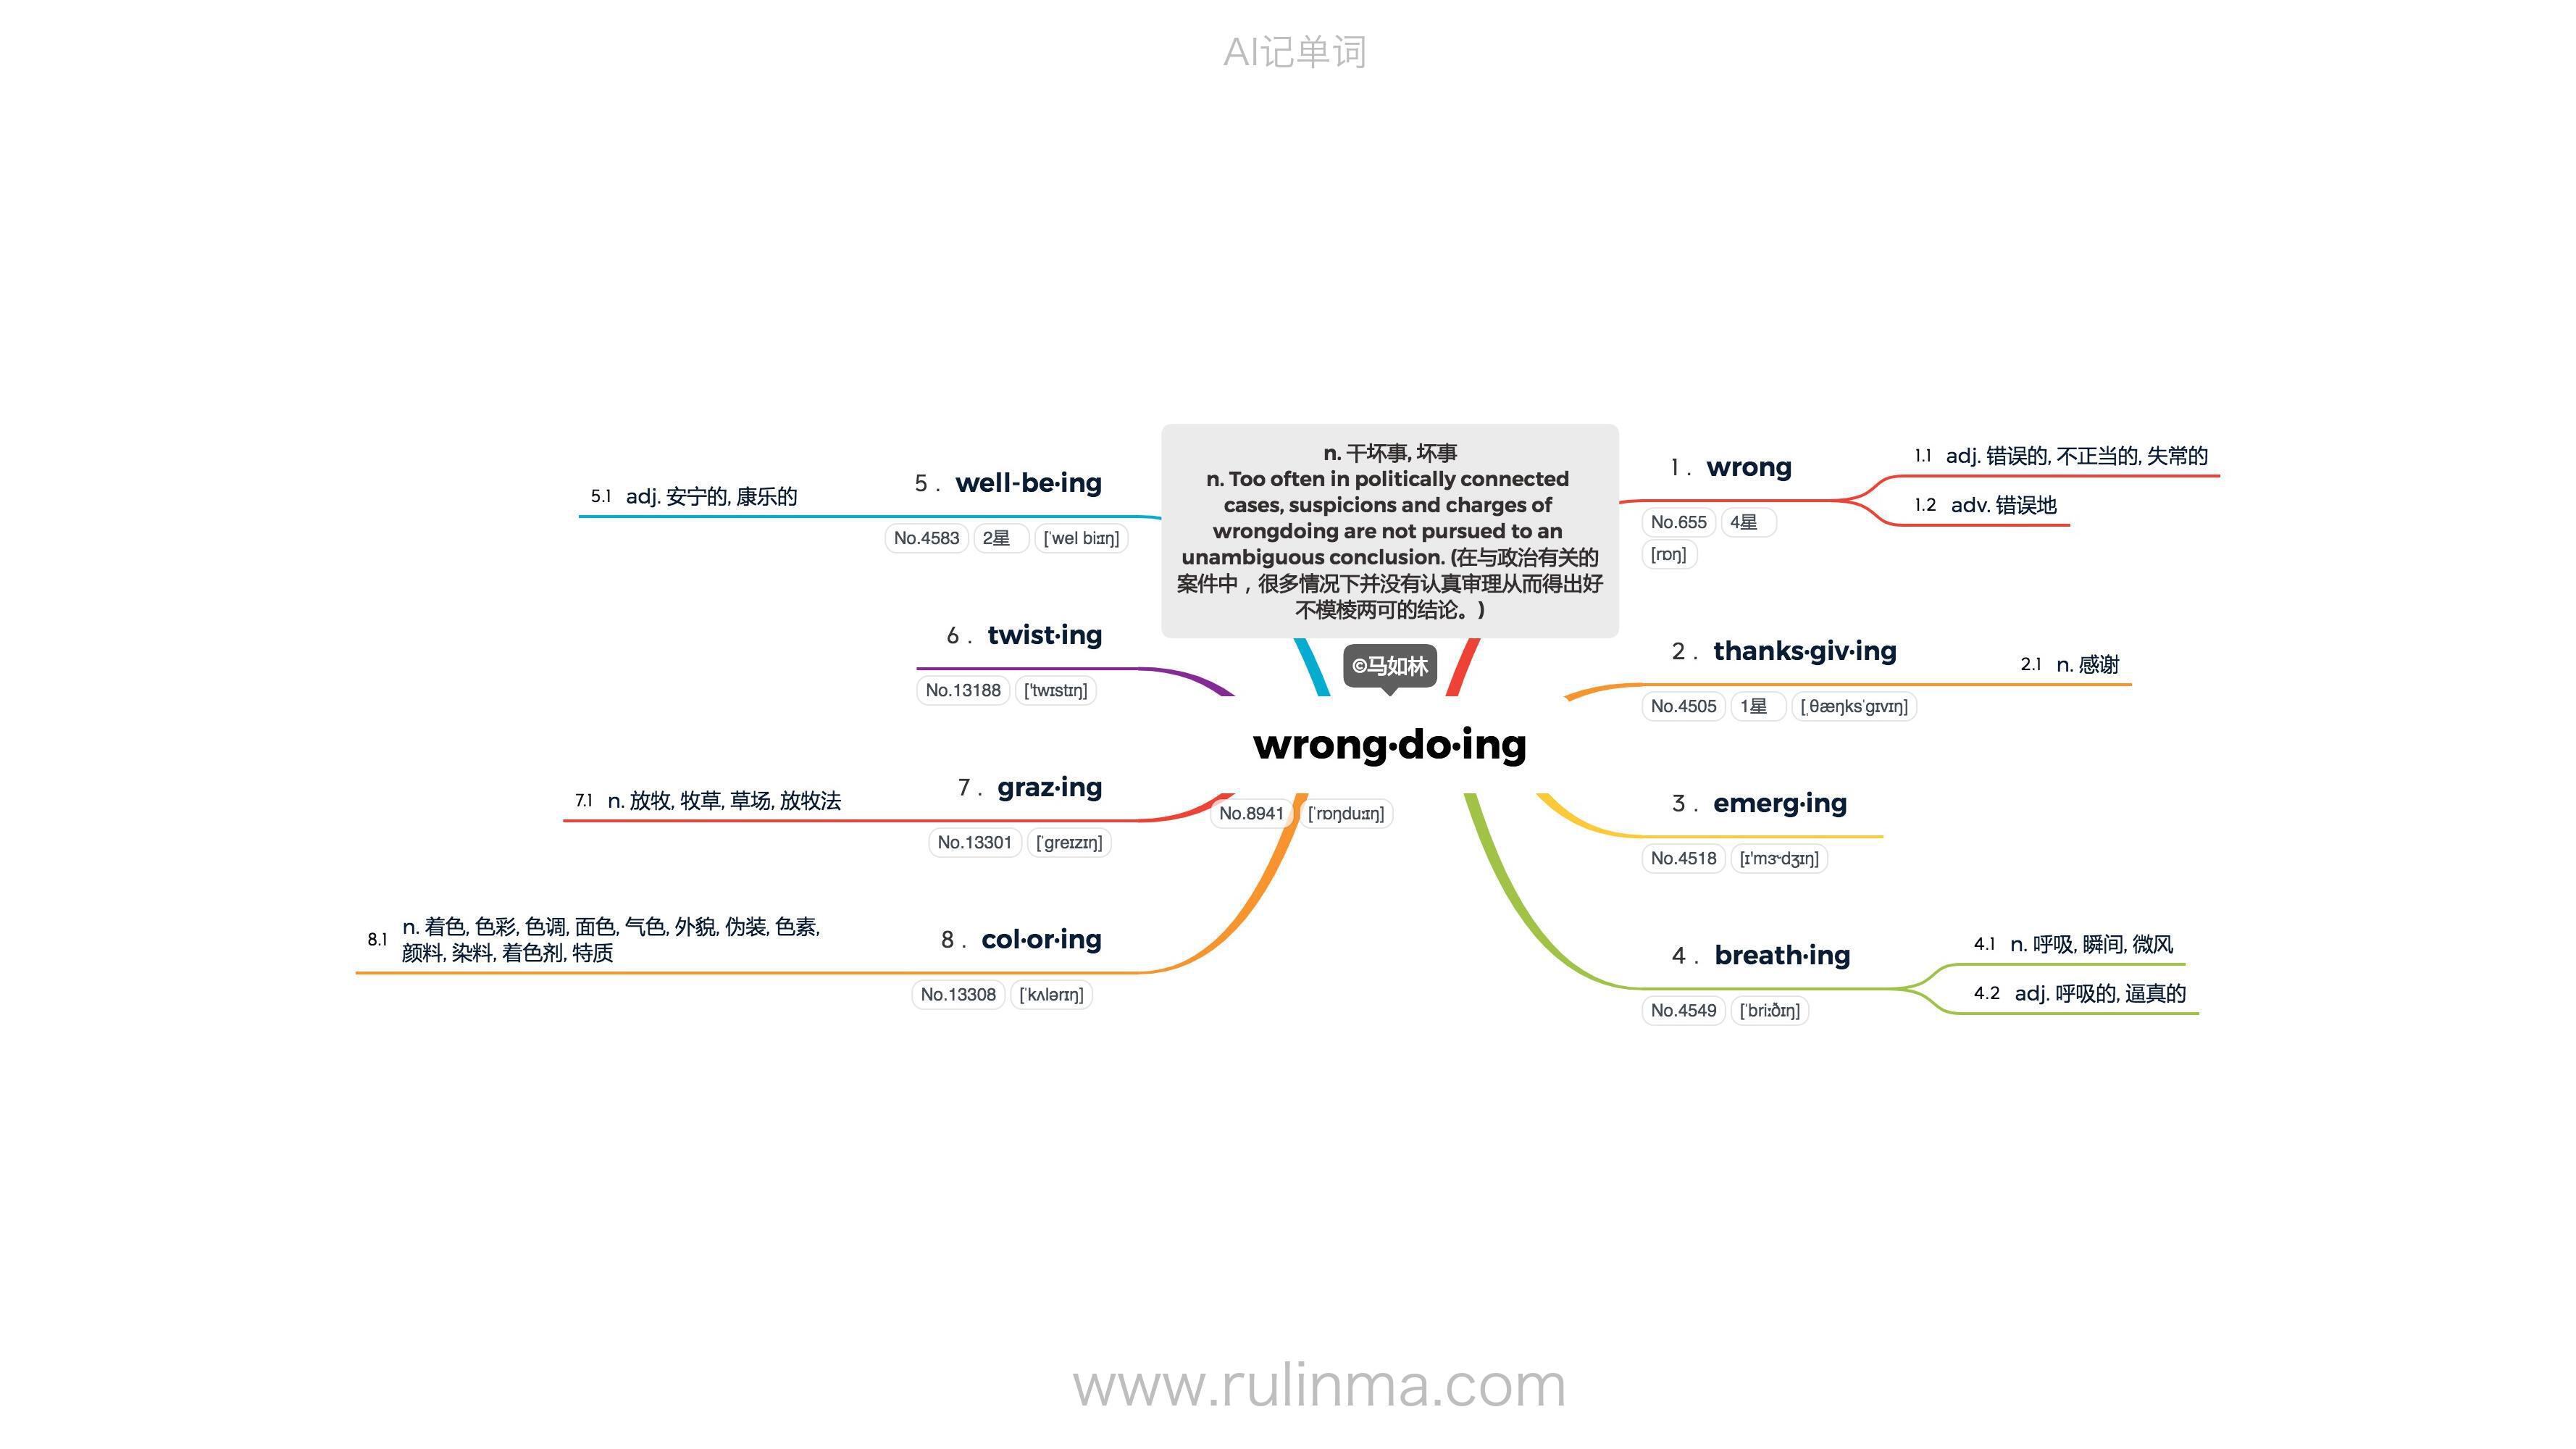 AI记单词
n. 干坏事, 坏事
n. Too often in politically connected
cases, suspicions and charges of
wrongdoing are not pursued to an
unambiguous conclusion. (在与政治有关的
案件中，很多情况下并没有认真审理从而得出好
不模棱两可的结论。)
©马如林
wrong·do·ing
No.8941 [ˈrɒŋduːɪŋ]
1 . wrong
No.655 4星
[rɒŋ]
1.1 adj. 错误的, 不正当的, 失常的
1.2 adv. 错误地
2 . thanks·giv·ing
No.4505 1星 [ˌθæŋksˈɡɪvɪŋ]
2.1 n. 感谢
3 . emerg·ing
No.4518 [ɪ'mɝdʒɪŋ]
4 . breath·ing
No.4549 [ˈbriːðɪŋ]
4.1 n. 呼吸, 瞬间, 微风
4.2 adj. 呼吸的, 逼真的
5 . well-be·ing
No.4583 2星 [ˈwel biːɪŋ]
5.1 adj. 安宁的, 康乐的
6 . twist·ing
No.13188 ['twɪstɪŋ]
7 . graz·ing
No.13301 [ˈɡreɪzɪŋ]
7.1 n. 放牧, 牧草, 草场, 放牧法
8 . col·or·ing
No.13308 [ˈkʌlərɪŋ]
8.1 n. 着色, 色彩, 色调, 面色, 气色, 外貌, 伪装, 色素,
颜料, 染料, 着色剂, 特质
www.rulinma.com